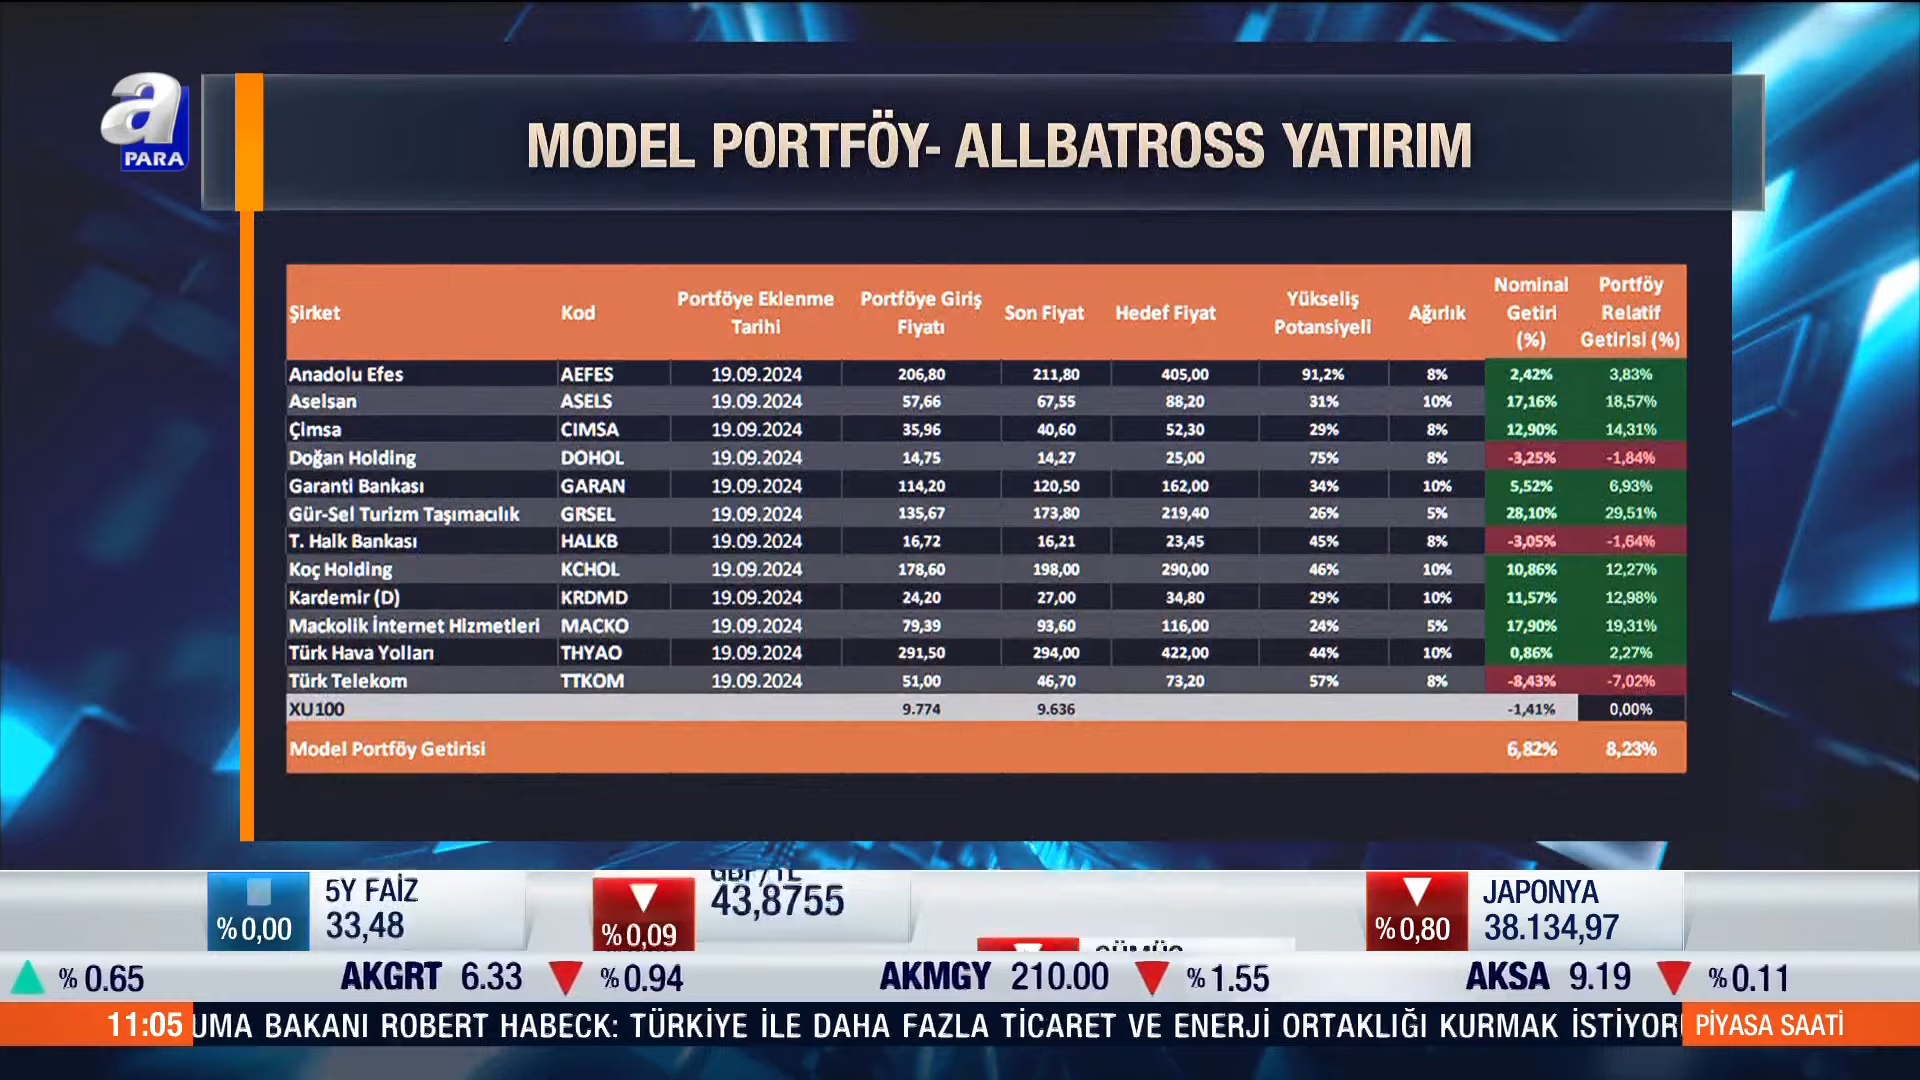 a
PARA
MODEL PORTFÖY- ALLBATROSS YATIRIM
Şirket Kod Portföye Eklenme Tarihi Portföye Giriş Fiyatı Son Fiyat Hedef Fiyat Yükseliş Potansiyeli Ağırlık Nominal Getiri (%) Portföy Relatif Getirisi (%)
Anadolu Efes AEFES 19.09.2024 206,80 211,80 405,00 91,2% 8% 2,42% 3,83%
Aselsan ASELS 19.09.2024 57,66 67,55 88,20 31% 10% 17,16% 18,57%
Çimsa CIMSA 19.09.2024 35,96 40,60 52,30 29% 8% 12,90% 14,31%
Doğan Holding DOHOL 19.09.2024 14,75 14,27 25,00 75% 8% -3,25% -1,84%
Garanti Bankası GARAN 19.09.2024 114,20 120,50 162,00 34% 10% 5,52% 6,93%
Gür-Sel Turizm Taşımacılık GRSEL 19.09.2024 135,67 173,80 219,40 26% 5% 28,10% 29,51%
T. Halk Bankası HALKB 19.09.2024 16,72 16,21 23,45 45% 8% -3,05% -1,64%
Koç Holding KCHOL 19.09.2024 178,60 198,00 290,00 46% 10% 10,86% 12,27%
Kardemir (D) KRDMD 19.09.2024 24,20 27,00 34,80 29% 10% 11,57% 12,98%
Mackolik İnternet Hizmetleri MACKO 19.09.2024 79,39 93,60 116,00 24% 5% 17,90% 19,31%
Türk Hava Yolları THYAO 19.09.2024 291,50 294,00 422,00 44% 10% 0,86% 2,27%
Türk Telekom TTKOM 19.09.2024 51,00 46,70 73,20 57% 8% -8,43% -7,02%
XU100 9.774 9.636 -1,41% 0,00%
Model Portföy Getirisi 6,82% 8,23%
%0,00 5Y FAİZ 33,48
%0,09 GBP/TL 43,8755
%0,80 JAPONYA 38.134,97
%0.65 AKGRT 6.33 %0.94 AKMGY 210.00 %1.55 AKSA 9.19 %0.11
11:05 UMA BAKANI ROBERT HABECK: TÜRKİYE İLE DAHA FAZLA TİCARET VE ENERJİ ORTAKLIĞI KURMAK İSTİYOR PİYASA SAATİ